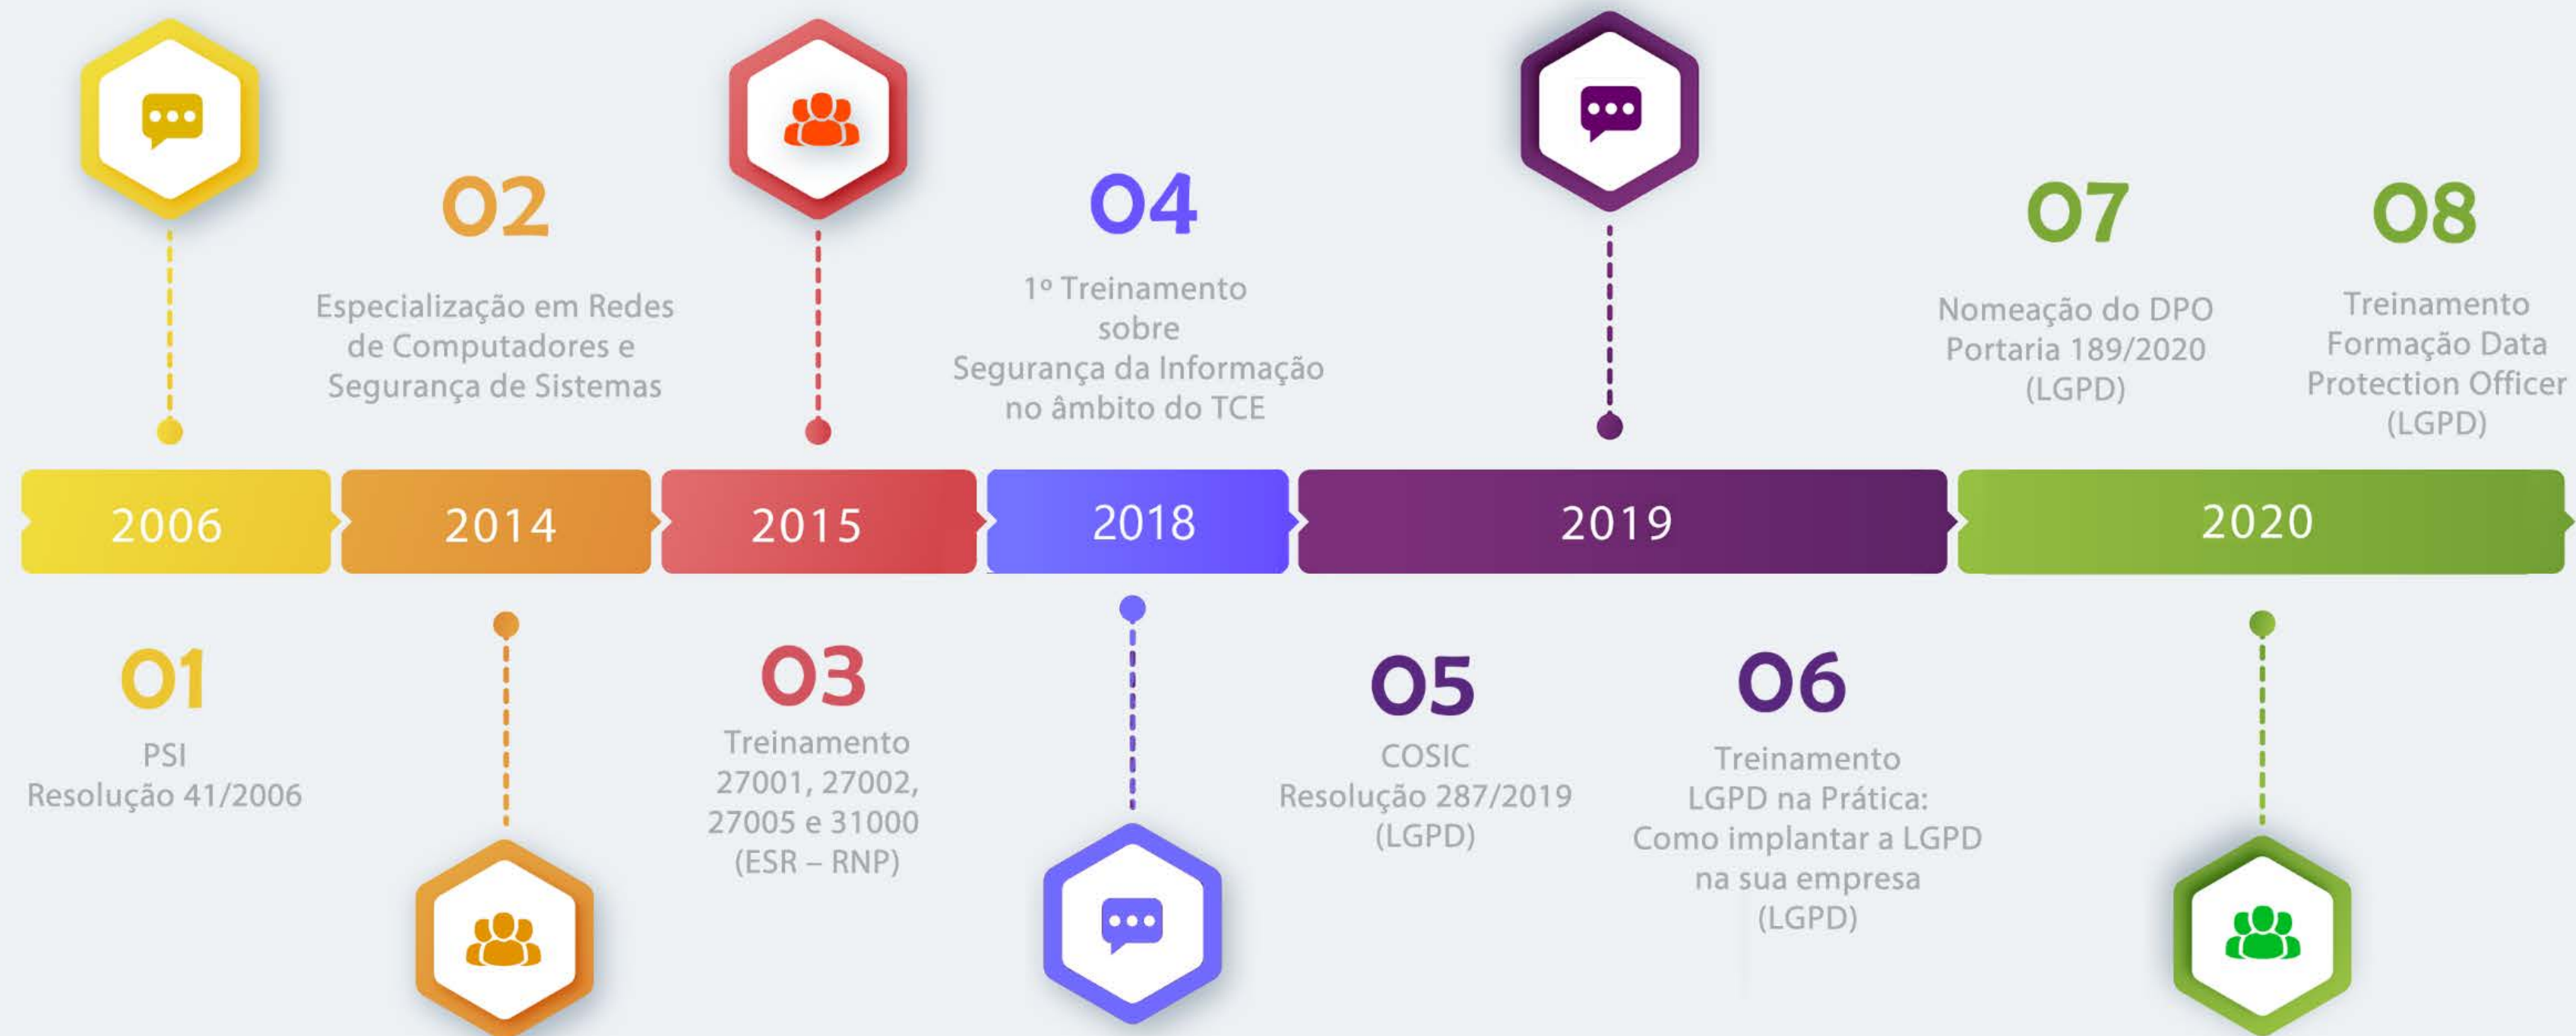 02
Especialização em Redes
de Computadores e
Segurança de Sistemas
04
1º Treinamento
sobre
Segurança da Informação
no âmbito do TCE
07
Nomeação do DPO
Portaria 189/2020
(LGPD)
08
Treinamento
Formação Data
Protection Officer
(LGPD)
2006
2014
2015
2018
2019
2020
01
PSI
Resolução 41/2006
03
Treinamento
27001, 27002,
27005 e 31000
(ESR – RNP)
05
COSIC
Resolução 287/2019
(LGPD)
06
Treinamento
LGPD na Prática:
Como implantar a LGPD
na sua empresa
(LGPD)